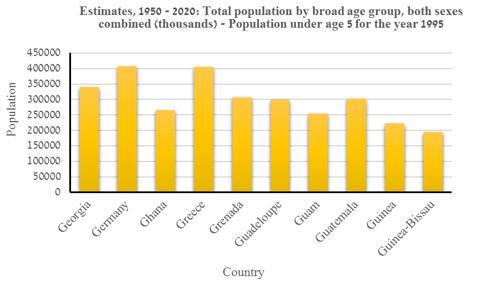 Estimates, 1950 - 2020: Total population by broad age group, both sexes
combined (thousands) - Population under age 5 for the year 1995
450000
400000
350000
300000
250000
200000
150000
100000
50000
0
Population
Georgia
Germany
Ghana
Greece
Grenada
Guadeloupe
Guam
Guatemala
Guinea
Guinea-Bissau
Country